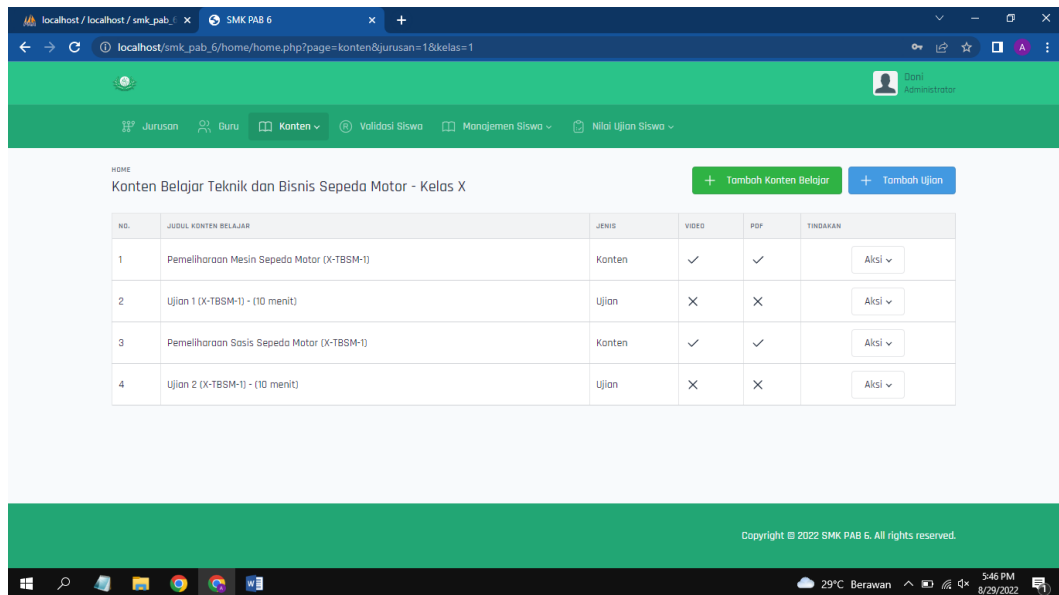 localhost / localhost / smk_pab_6
SMK PAB 6
localhost/smk_pab_6/home/home.php?page=konten&jurusan=1&kelas=1
A
Dani
Administrator
Jurusan Guru Konten Validasi Siswa Manajemen Siswa Nilai Ujian Siswa
HOME
Konten Belajar Teknik dan Bisnis Sepeda Motor - Kelas X
+ Tambah Konten Belajar + Tambah Ujian
NO. JUDUL KONTEN BELAJAR JENIS VIDEO PDF TINDAKAN
1 Pemeliharaan Mesin Sepeda Motor (X-TBSM-1) Konten ✓ ✓ Aksi
2 Ujian 1 (X-TBSM-1) - (10 menit) Ujian × × Aksi
3 Pemeliharaan Sasis Sepeda Motor (X-TBSM-1) Konten ✓ ✓ Aksi
4 Ujian 2 (X-TBSM-1) - (10 menit) Ujian × × Aksi
Copyright © 2022 SMK PAB 6. All rights reserved.
29°C Berawan
5:46 PM
8/29/2022